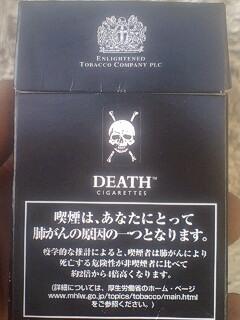 ENLIGHTENED
TOBACCO COMPANY PLC
DEATH™
CIGARETTES
喫煙は、あなたにとって
肺がんの原因の一つとなります。
疫学的な推計によると、喫煙者は肺がんにより
死亡する危険性が非喫煙者に比べて
約2倍から4倍高くなります。
(詳細については、厚生労働省のホーム・ページ
www.mhlw.go.jp/topics/tobacco/main.html
をご参照ください。)